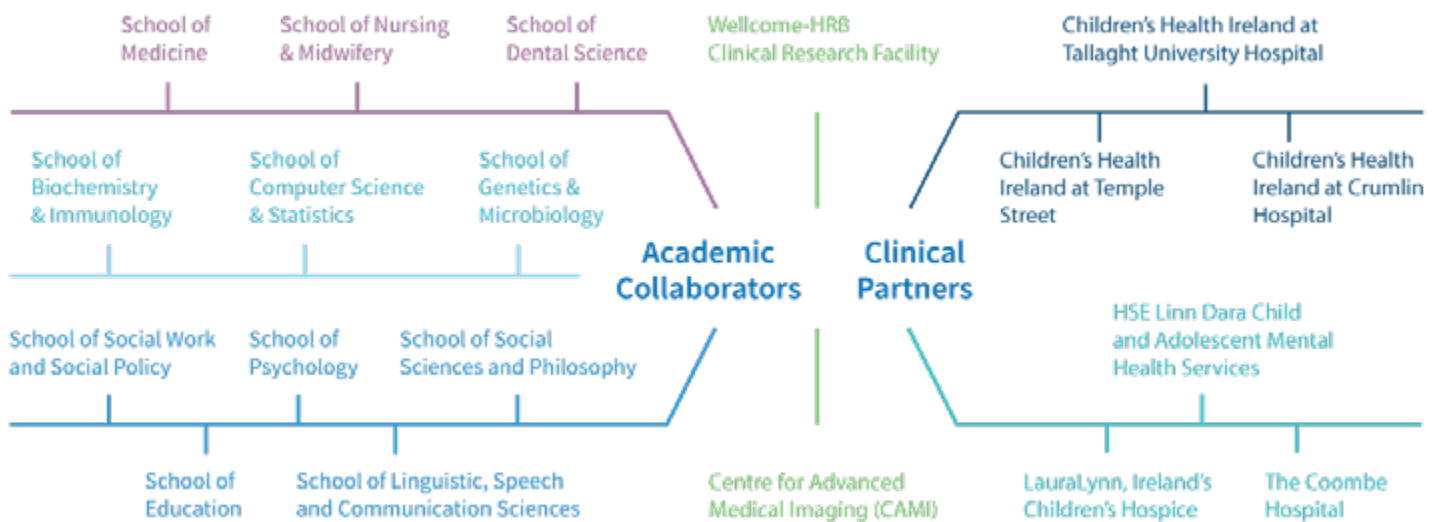 School of
Medicine
School of Nursing
& Midwifery
School of
Dental Science
Wellcome-HRB
Clinical Research Facility
Children's Health Ireland at
Tallaght University Hospital
School of
Biochemistry
& Immunology
School of
Computer Science
& Statistics
School of
Genetics &
Microbiology
Children's Health
Ireland at Temple
Street
Children's Health
Ireland at Crumlin
Hospital
Academic
Collaborators
Clinical
Partners
School of Social Work
and Social Policy
School of
Psychology
School of Social
Sciences and Philosophy
HSE Linn Dara Child
and Adolescent Mental
Health Services
School of
Education
School of Linguistic, Speech
and Communication Sciences
Centre for Advanced
Medical Imaging (CAMI)
LauraLynn, Ireland's
Children's Hospice
The Coombe
Hospital